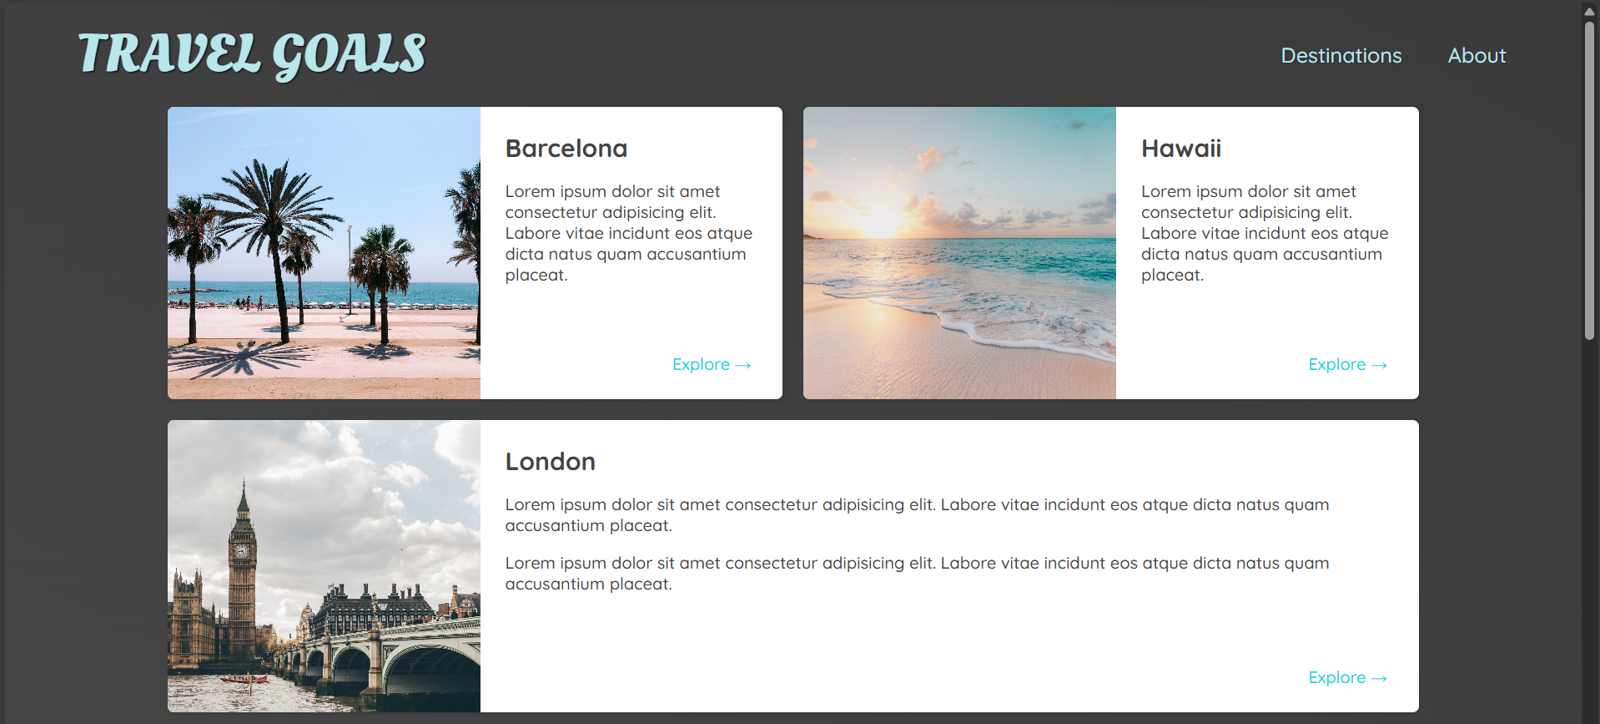 TRAVEL GOALS
Destinations
About
Barcelona
Lorem ipsum dolor sit amet
consectetur adipisicing elit.
Labore vitae incidunt eos atque
dicta natus quam accusantium
placeat.
Explore →
Hawaii
Lorem ipsum dolor sit amet
consectetur adipisicing elit.
Labore vitae incidunt eos atque
dicta natus quam accusantium
placeat.
Explore →
London
Lorem ipsum dolor sit amet consectetur adipisicing elit. Labore vitae incidunt eos atque dicta natus quam
accusantium placeat.
Lorem ipsum dolor sit amet consectetur adipisicing elit. Labore vitae incidunt eos atque dicta natus quam
accusantium placeat.
Explore →